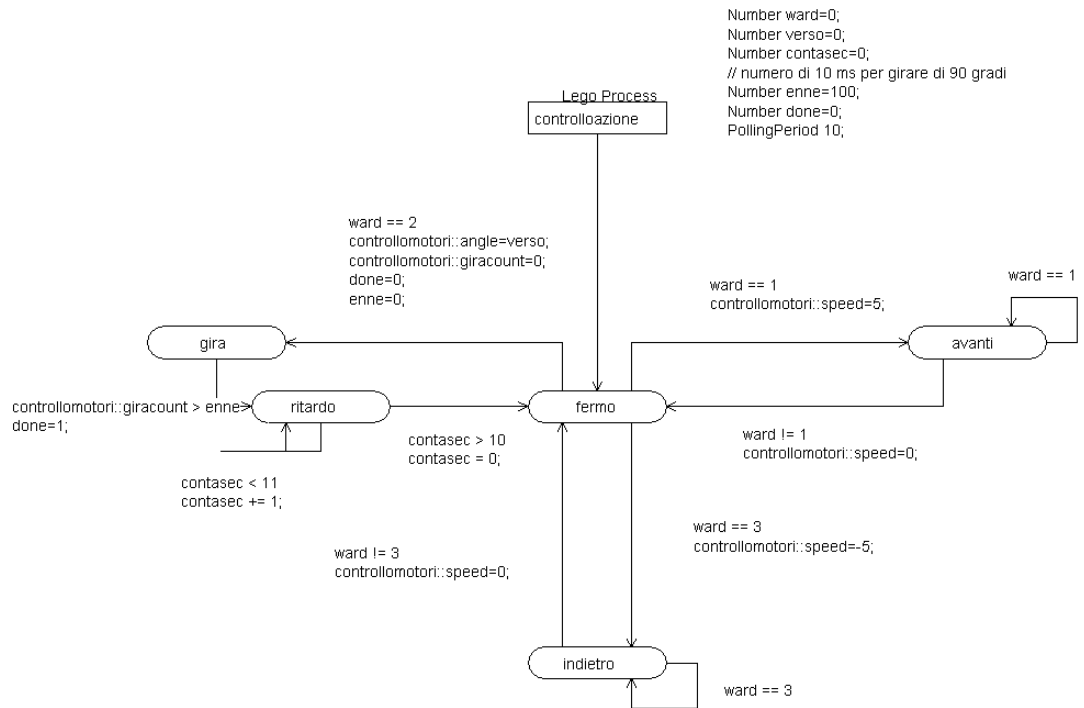 Number ward=0;
Number verso=0;
Number contasec=0;
// numero di 10 ms per girare di 90 gradi
Number enne=100;
Number done=0;
PollingPeriod 10;
Lego Process
controlloazione
ward == 2
controllomotori::angle=verso;
controllomotori::giracount=0;
done=0;
enne=0;
ward == 1
controllomotori::speed=5;
ward == 1
gira
avanti
controllomotori::giracount > enne
done=1;
ritardo
fermo
contasec > 10
contasec = 0;
ward != 1
controllomotori::speed=0;
contasec < 11
contasec += 1;
ward != 3
controllomotori::speed=0;
ward == 3
controllomotori::speed=-5;
indietro
ward == 3